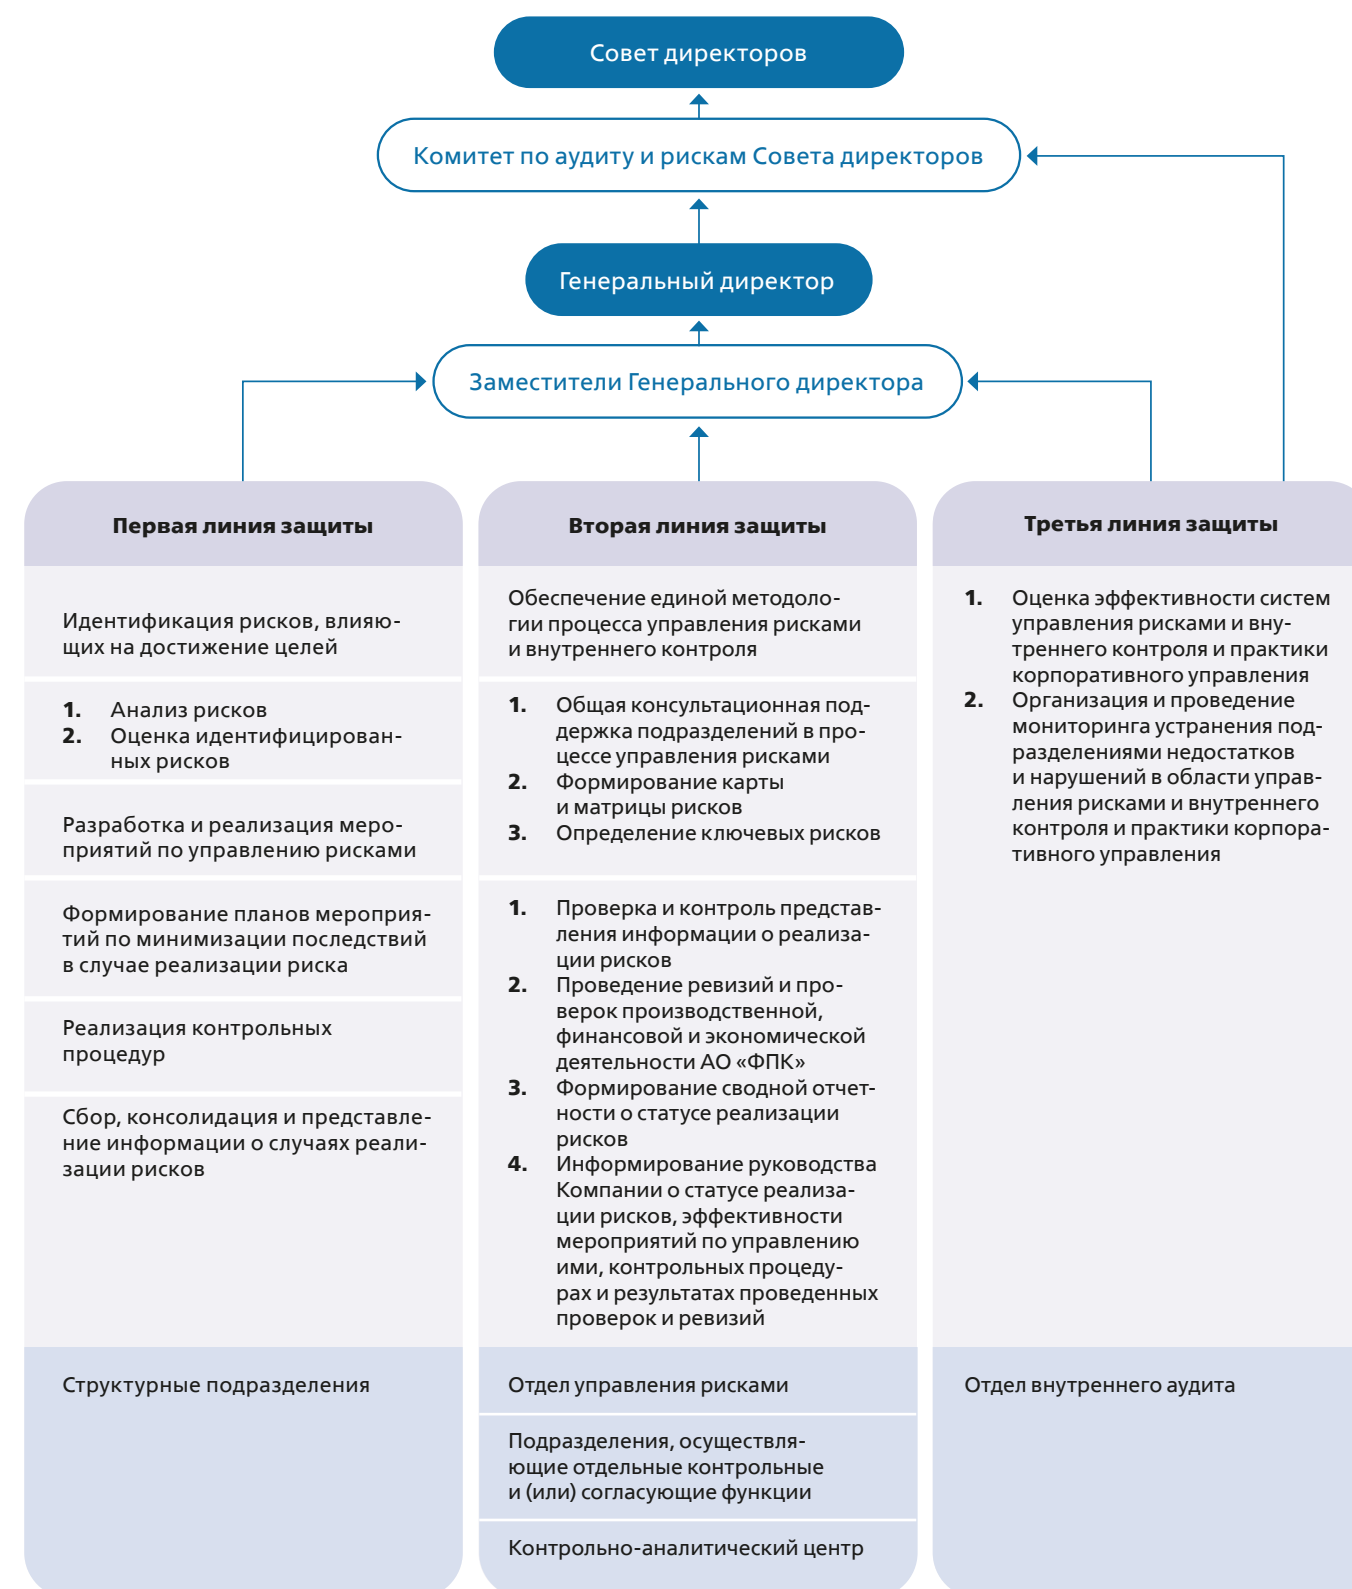 Совет директоров
Комитет по аудиту и рискам Совета директоров
Генеральный директор
Заместители Генерального директора
Первая линия защиты
Идентификация рисков, влияю-
щих на достижение целей
1. Анализ рисков
2. Оценка идентифицирован-
ных рисков
Разработка и реализация меро-
приятий по управлению рисками
Формирование планов мероприя-
тий по минимизации последствий
в случае реализации риска
Реализация контрольных
процедур
Сбор, консолидация и представле-
ние информации о случаях реали-
зации рисков
Структурные подразделения
Вторая линия защиты
Обеспечение единой методоло-
гии процесса управления рисками
и внутреннего контроля
1. Общая консультационная под-
держка подразделений в про-
цессе управления рисками
2. Формирование карты
и матрицы рисков
3. Определение ключевых рисков
1. Проверка и контроль представ-
ления информации о реализа-
ции рисков
2. Проведение ревизий и про-
верок производственной,
финансовой и экономической
деятельности АО «ФПК»
3. Формирование сводной отчет-
ности о статусе реализации
рисков
4. Информирование руководства
Компании о статусе реализа-
ции рисков, эффективности
мероприятий по управлению
ими, контрольных процеду-
рах и результатах проведенных
проверок и ревизий
Отдел управления рисками
Подразделения, осуществля-
ющие отдельные контрольные
и (или) согласующие функции
Контрольно-аналитический центр
Третья линия защиты
1. Оценка эффективности систем
управления рисками и вну-
треннего контроля и практики
корпоративного управления
2. Организация и проведение
мониторинга устранения под-
разделениями недостатков
и нарушений в области управ-
ления рисками и внутреннего
контроля и практики корпора-
тивного управления
Отдел внутреннего аудита